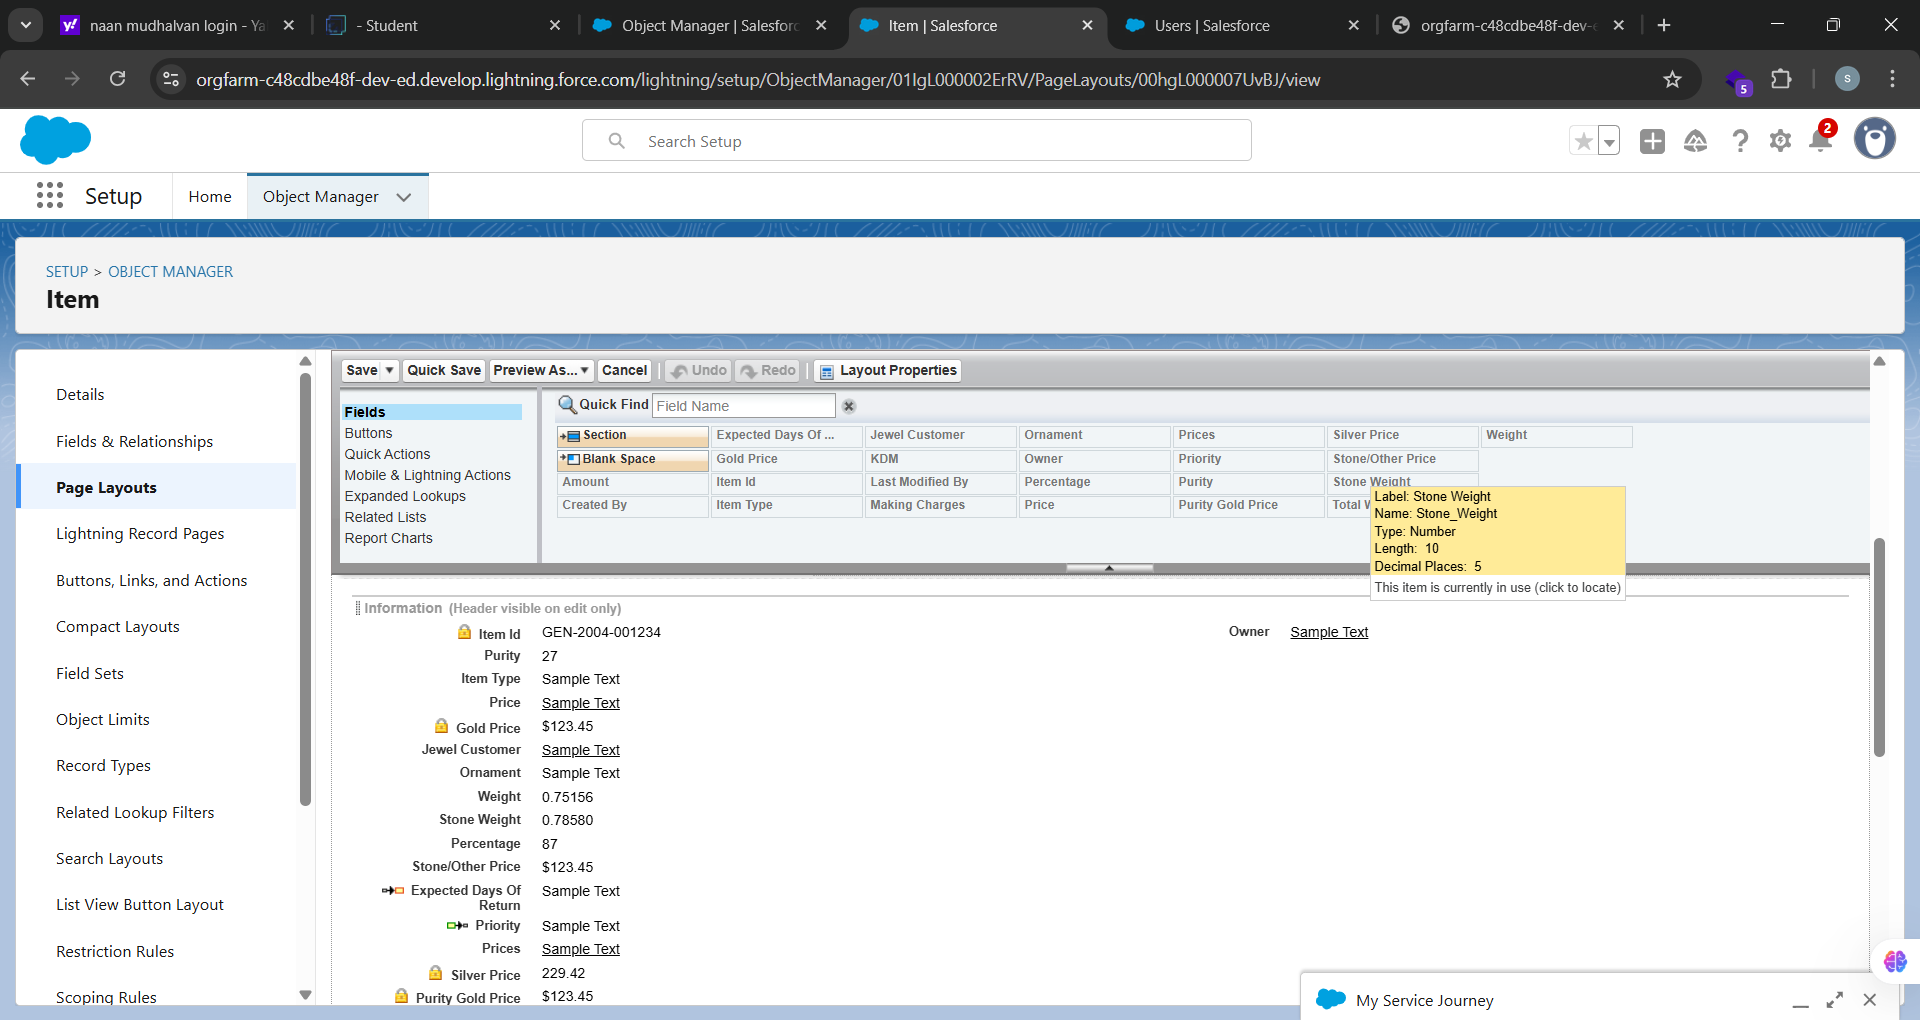 naan mudhalvan login - Ya
- Student
Object Manager | Salesforc
Item | Salesforce
Users | Salesforce
orgfarm-c48cdbe48f-dev-e
orgfarm-c48cdbe48f-dev-ed.develop.lightning.force.com/lightning/setup/ObjectManager/01IgL000002ErRV/PageLayouts/00hgL000007UvBJ/view
5
S
Search Setup
2
Setup
Home
Object Manager
SETUP > OBJECT MANAGER
Item
Details
Fields & Relationships
Page Layouts
Lightning Record Pages
Buttons, Links, and Actions
Compact Layouts
Field Sets
Object Limits
Record Types
Related Lookup Filters
Search Layouts
List View Button Layout
Restriction Rules
Scoping Rules
Save Quick Save Preview As... Cancel Undo Redo Layout Properties
Fields
Buttons
Quick Actions
Mobile & Lightning Actions
Expanded Lookups
Related Lists
Report Charts
Quick Find Field Name
Section Expected Days Of ... Jewel Customer Ornament Prices Silver Price Weight
Blank Space Gold Price KDM Owner Priority Stone/Other Price
Amount Item Id Last Modified By Percentage Purity Stone Weight
Created By Item Type Making Charges Price Purity Gold Price Total W
Label: Stone Weight
Name: Stone_Weight
Type: Number
Length: 10
Decimal Places: 5
This item is currently in use (click to locate)
Information (Header visible on edit only)
Item Id GEN-2004-001234
Owner Sample Text
Purity 27
Item Type Sample Text
Price Sample Text
Gold Price $123.45
Jewel Customer Sample Text
Ornament Sample Text
Weight 0.75156
Stone Weight 0.78580
Percentage 87
Stone/Other Price $123.45
Expected Days Of Return Sample Text
Priority Sample Text
Prices Sample Text
Silver Price 229.42
Purity Gold Price $123.45
My Service Journey